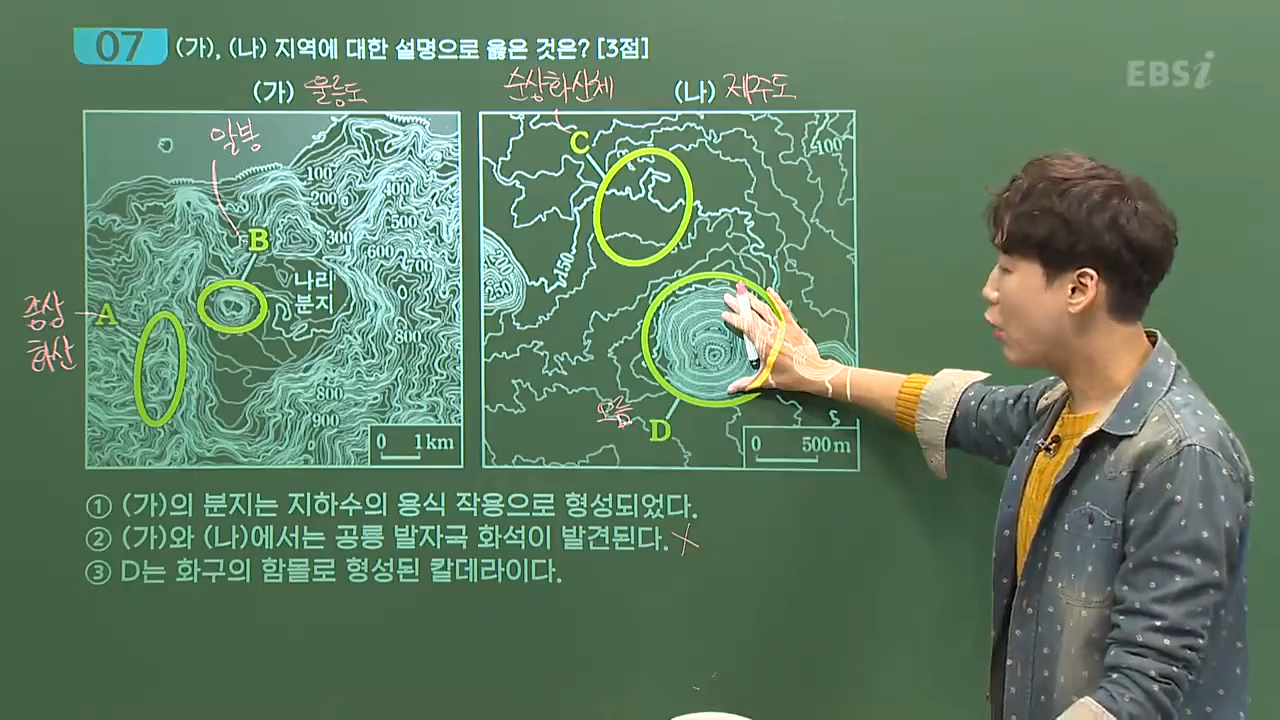 07 (가), (나) 지역에 대한 설명으로 옳은 것은? [3점]
EBSi
(가) 울릉도
순상화산체 (나) 제주도
알봉
C
100
100
200
400
500
B
300
600
700
나리
분지
150
200
250
종상
화산
A
800
800
900
D
0 1km
0 500m
① (가)의 분지는 지하수의 용식 작용으로 형성되었다.
② (가)와 (나)에서는 공룡 발자국 화석이 발견된다.
③ D는 화구의 함몰로 형성된 칼데라이다.